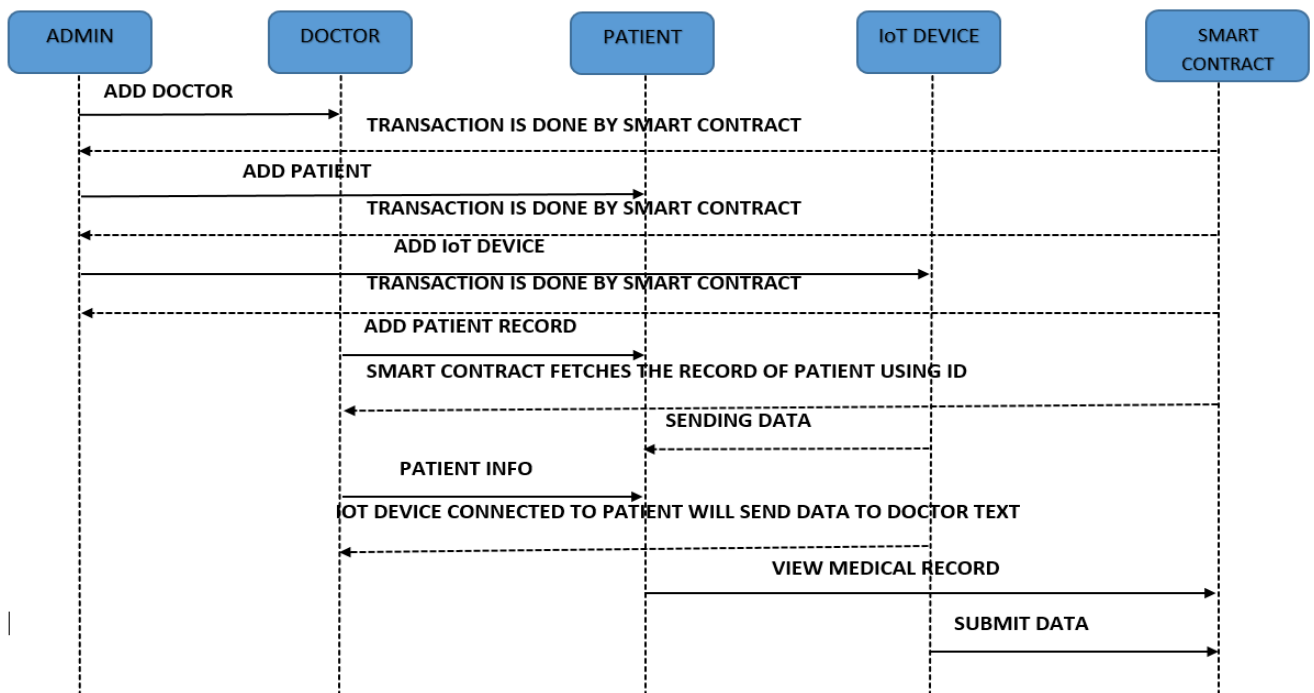 ADMIN
DOCTOR
PATIENT
IoT DEVICE
SMART
CONTRACT
ADD DOCTOR
TRANSACTION IS DONE BY SMART CONTRACT
ADD PATIENT
TRANSACTION IS DONE BY SMART CONTRACT
ADD IoT DEVICE
TRANSACTION IS DONE BY SMART CONTRACT
ADD PATIENT RECORD
SMART CONTRACT FETCHES THE RECORD OF PATIENT USING ID
SENDING DATA
PATIENT INFO
IOT DEVICE CONNECTED TO PATIENT WILL SEND DATA TO DOCTOR TEXT
VIEW MEDICAL RECORD
SUBMIT DATA